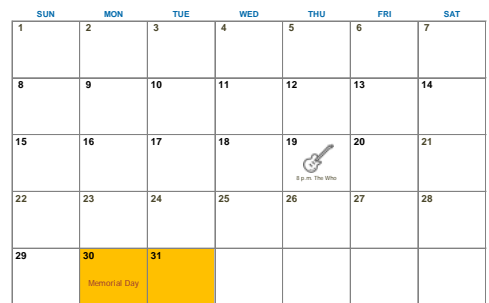 SUN MON TUE WED THU FRI SAT
1 2 3 4 5 6 7
8 9 10 11 12 13 14
15 16 17 18 19 20 21
8 p.m. The Who
22 23 24 25 26 27 28
29 30 31
Memorial Day